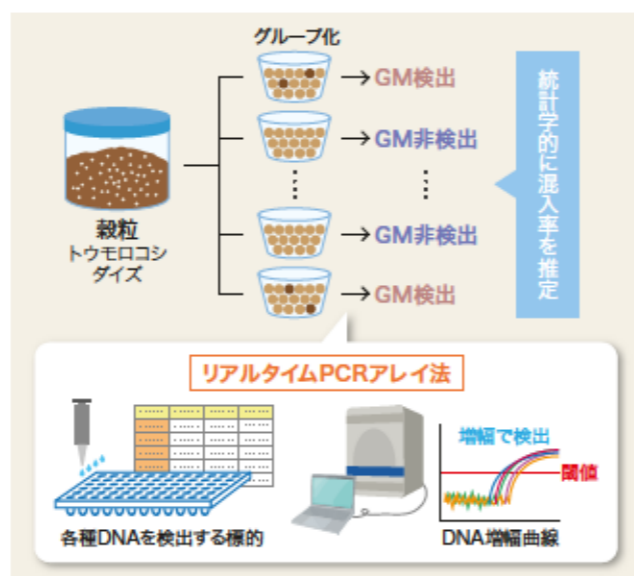 グループ化
GM検出
GM非検出
GM非検出
GM検出
穀粒
トウモロコシ
ダイズ
統計学的に混入率を推定
リアルタイムPCRアレイ法
各種DNAを検出する標的
増幅で検出
閾値
DNA増幅曲線